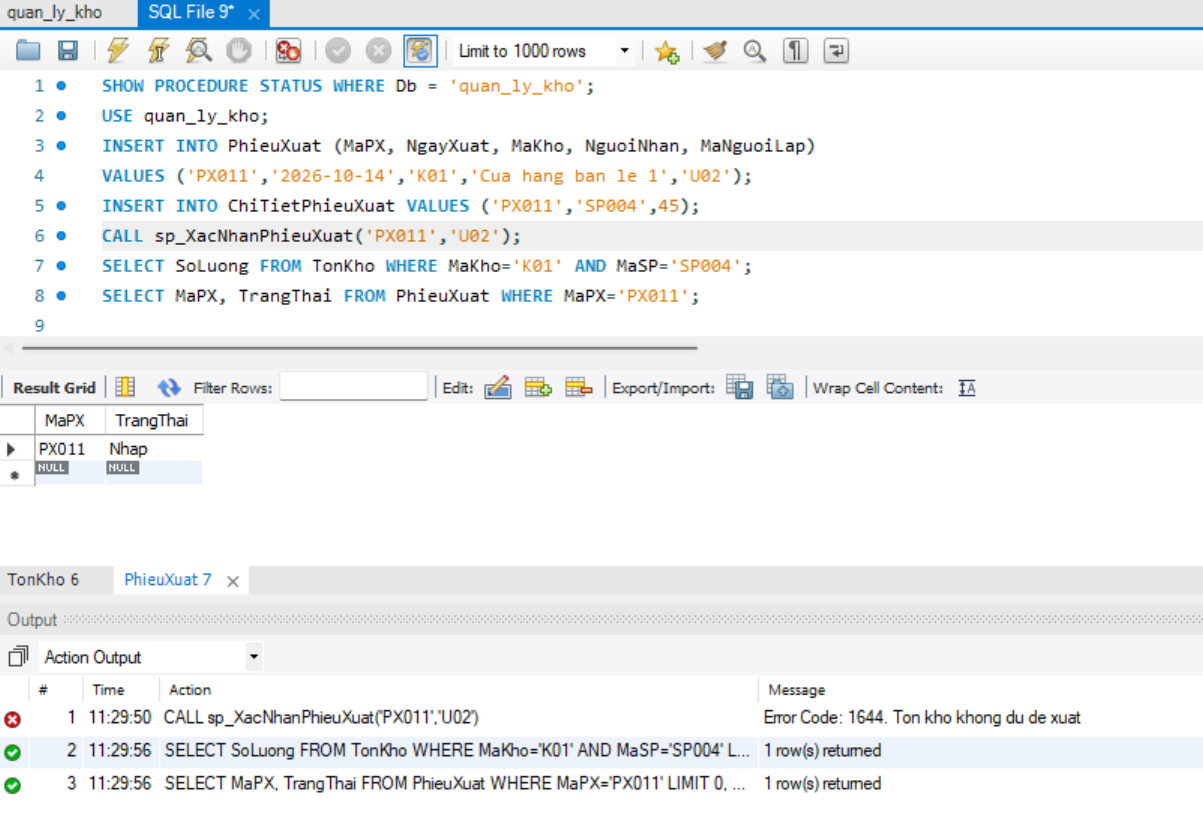 quan_ly_kho SQL File 9*
Limit to 1000 rows
1 SHOW PROCEDURE STATUS WHERE Db = 'quan_ly_kho';
2 USE quan_ly_kho;
3 INSERT INTO PhieuXuat (MaPX, NgayXuat, MaKho, NguoiNhan, MaNguoiLap)
4 VALUES ('PX011','2026-10-14','K01','Cua hang ban le 1','U02');
5 INSERT INTO ChiTietPhieuXuat VALUES ('PX011','SP004',45);
6 CALL sp_XacNhanPhieuXuat('PX011','U02');
7 SELECT SoLuong FROM TonKho WHERE MaKho='K01' AND MaSP='SP004';
8 SELECT MaPX, TrangThai FROM PhieuXuat WHERE MaPX='PX011';
9
Result Grid Filter Rows: Edit: Export/Import: Wrap Cell Content: IA
MaPX TrangThai
PX011 Nhap
NULL NULL
TonKho 6 PhieuXuat 7
Output
Action Output
# Time Action Message
1 11:29:50 CALL sp_XacNhanPhieuXuat('PX011','U02') Error Code: 1644. Ton kho khong du de xuat
2 11:29:56 SELECT SoLuong FROM TonKho WHERE MaKho='K01' AND MaSP='SP004' L... 1 row(s) returned
3 11:29:56 SELECT MaPX, TrangThai FROM PhieuXuat WHERE MaPX='PX011' LIMIT 0, ... 1 row(s) returned